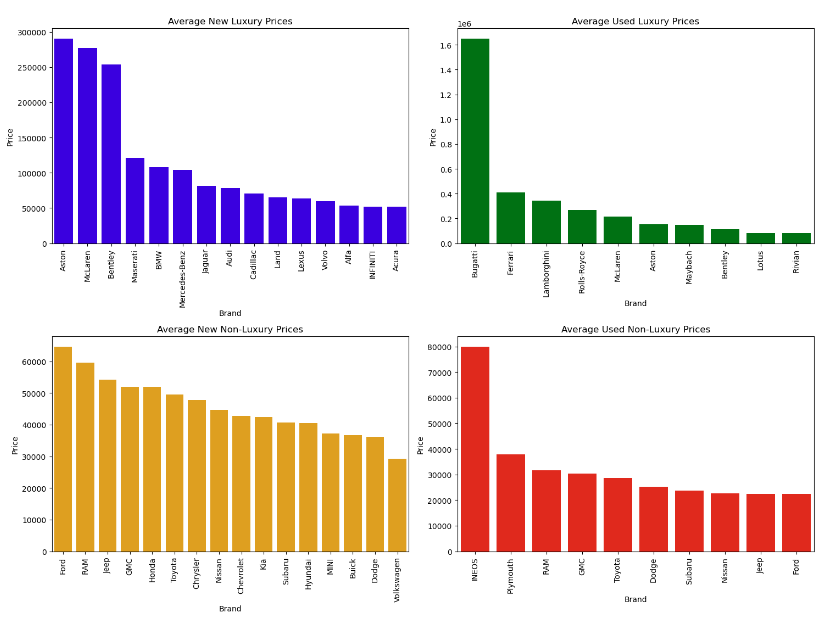 Average New Luxury Prices
300000
250000
200000
150000
100000
50000
0
Price
Aston
McLaren
Bentley
Maserati
BMW
Mercedes-Benz
Jaguar
Audi
Cadillac
Land
Lexus
Volvo
Alfa
INFINITI
Acura
Brand
Average Used Luxury Prices
1e6
1.6
1.4
1.2
1.0
0.8
0.6
0.4
0.2
0.0
Price
Bugatti
Ferrari
Lamborghini
Rolls-Royce
McLaren
Aston
Maybach
Bentley
Lotus
Rivian
Brand
Average New Non-Luxury Prices
60000
50000
40000
30000
20000
10000
0
Price
Ford
RAM
Jeep
GMC
Honda
Toyota
Chrysler
Nissan
Chevrolet
Kia
Subaru
Hyundai
MINI
Buick
Dodge
Volkswagen
Brand
Average Used Non-Luxury Prices
80000
70000
60000
50000
40000
30000
20000
10000
0
Price
INEOS
Plymouth
RAM
GMC
Toyota
Dodge
Subaru
Nissan
Jeep
Ford
Brand